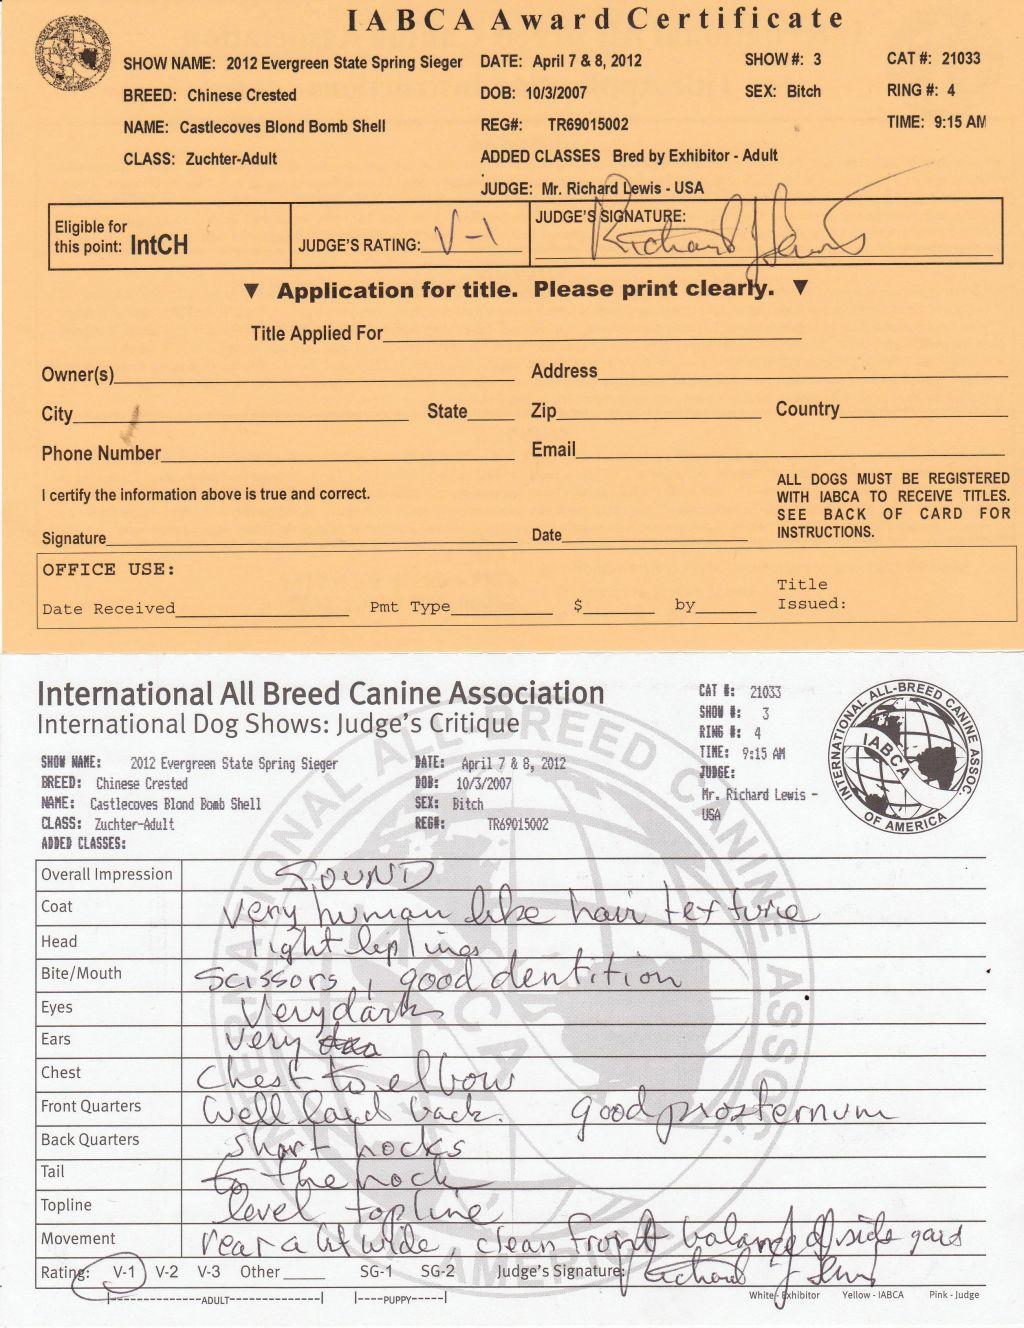 IABCA Award Certificate
SHOW NAME: 2012 Evergreen State Spring Sieger DATE: April 7 & 8, 2012 SHOW #: 3 CAT #: 21033
BREED: Chinese Crested DOB: 10/3/2007 SEX: Bitch RING #: 4
NAME: Castlecoves Blond Bomb Shell REG#: TR69015002 TIME: 9:15 AM
CLASS: Zuchter-Adult ADDED CLASSES Bred by Exhibitor - Adult
JUDGE: Mr. Richard Lewis - USA
Eligible for
this point: IntCH JUDGE'S RATING: V-1 JUDGE'S SIGNATURE: Richard Lewis
▼ Application for title. Please print clearly. ▼
Title Applied For
Owner(s) Address
City State Zip Country
Phone Number Email
I certify the information above is true and correct.
ALL DOGS MUST BE REGISTERED
WITH IABCA TO RECEIVE TITLES.
SEE BACK OF CARD FOR
INSTRUCTIONS.
Signature Date
OFFICE USE:
Date Received Pmt Type $ by Title
Issued:
International All Breed Canine Association
International Dog Shows: Judge's Critique
CAT #: 21033
SHOW #: 3
RING #: 4
TIME: 9:15 AM
JUDGE:
Mr. Richard Lewis -
USA
INTERNATIONAL ALL-BREED CANINE ASSOC.
IABCA
OF AMERICA
SHOW NAME: 2012 Evergreen State Spring Sieger DATE: April 7 & 8, 2012
BREED: Chinese Crested DOB: 10/3/2007
NAME: Castlecoves Blond Bomb Shell SEX: Bitch
CLASS: Zuchter-Adult REG#: TR69015002
ADDED CLASSES:
Overall Impression SOUND
Coat very human like hair texture
Head tight lip lines
Bite/Mouth Scissors, good dentition
Eyes Very dark
Ears very
Chest chest to elbow
Front Quarters Well laid back. good prosternum
Back Quarters short hocks
Tail to the hock
Topline level topline
Movement rear a bit wide, clean front balanced side
Rating: V-1 V-2 V-3 Other SG-1 SG-2 Judge's Signature: Richard Lewis
ADULT PUPPY White - Exhibitor Yellow - IABCA Pink - Judge